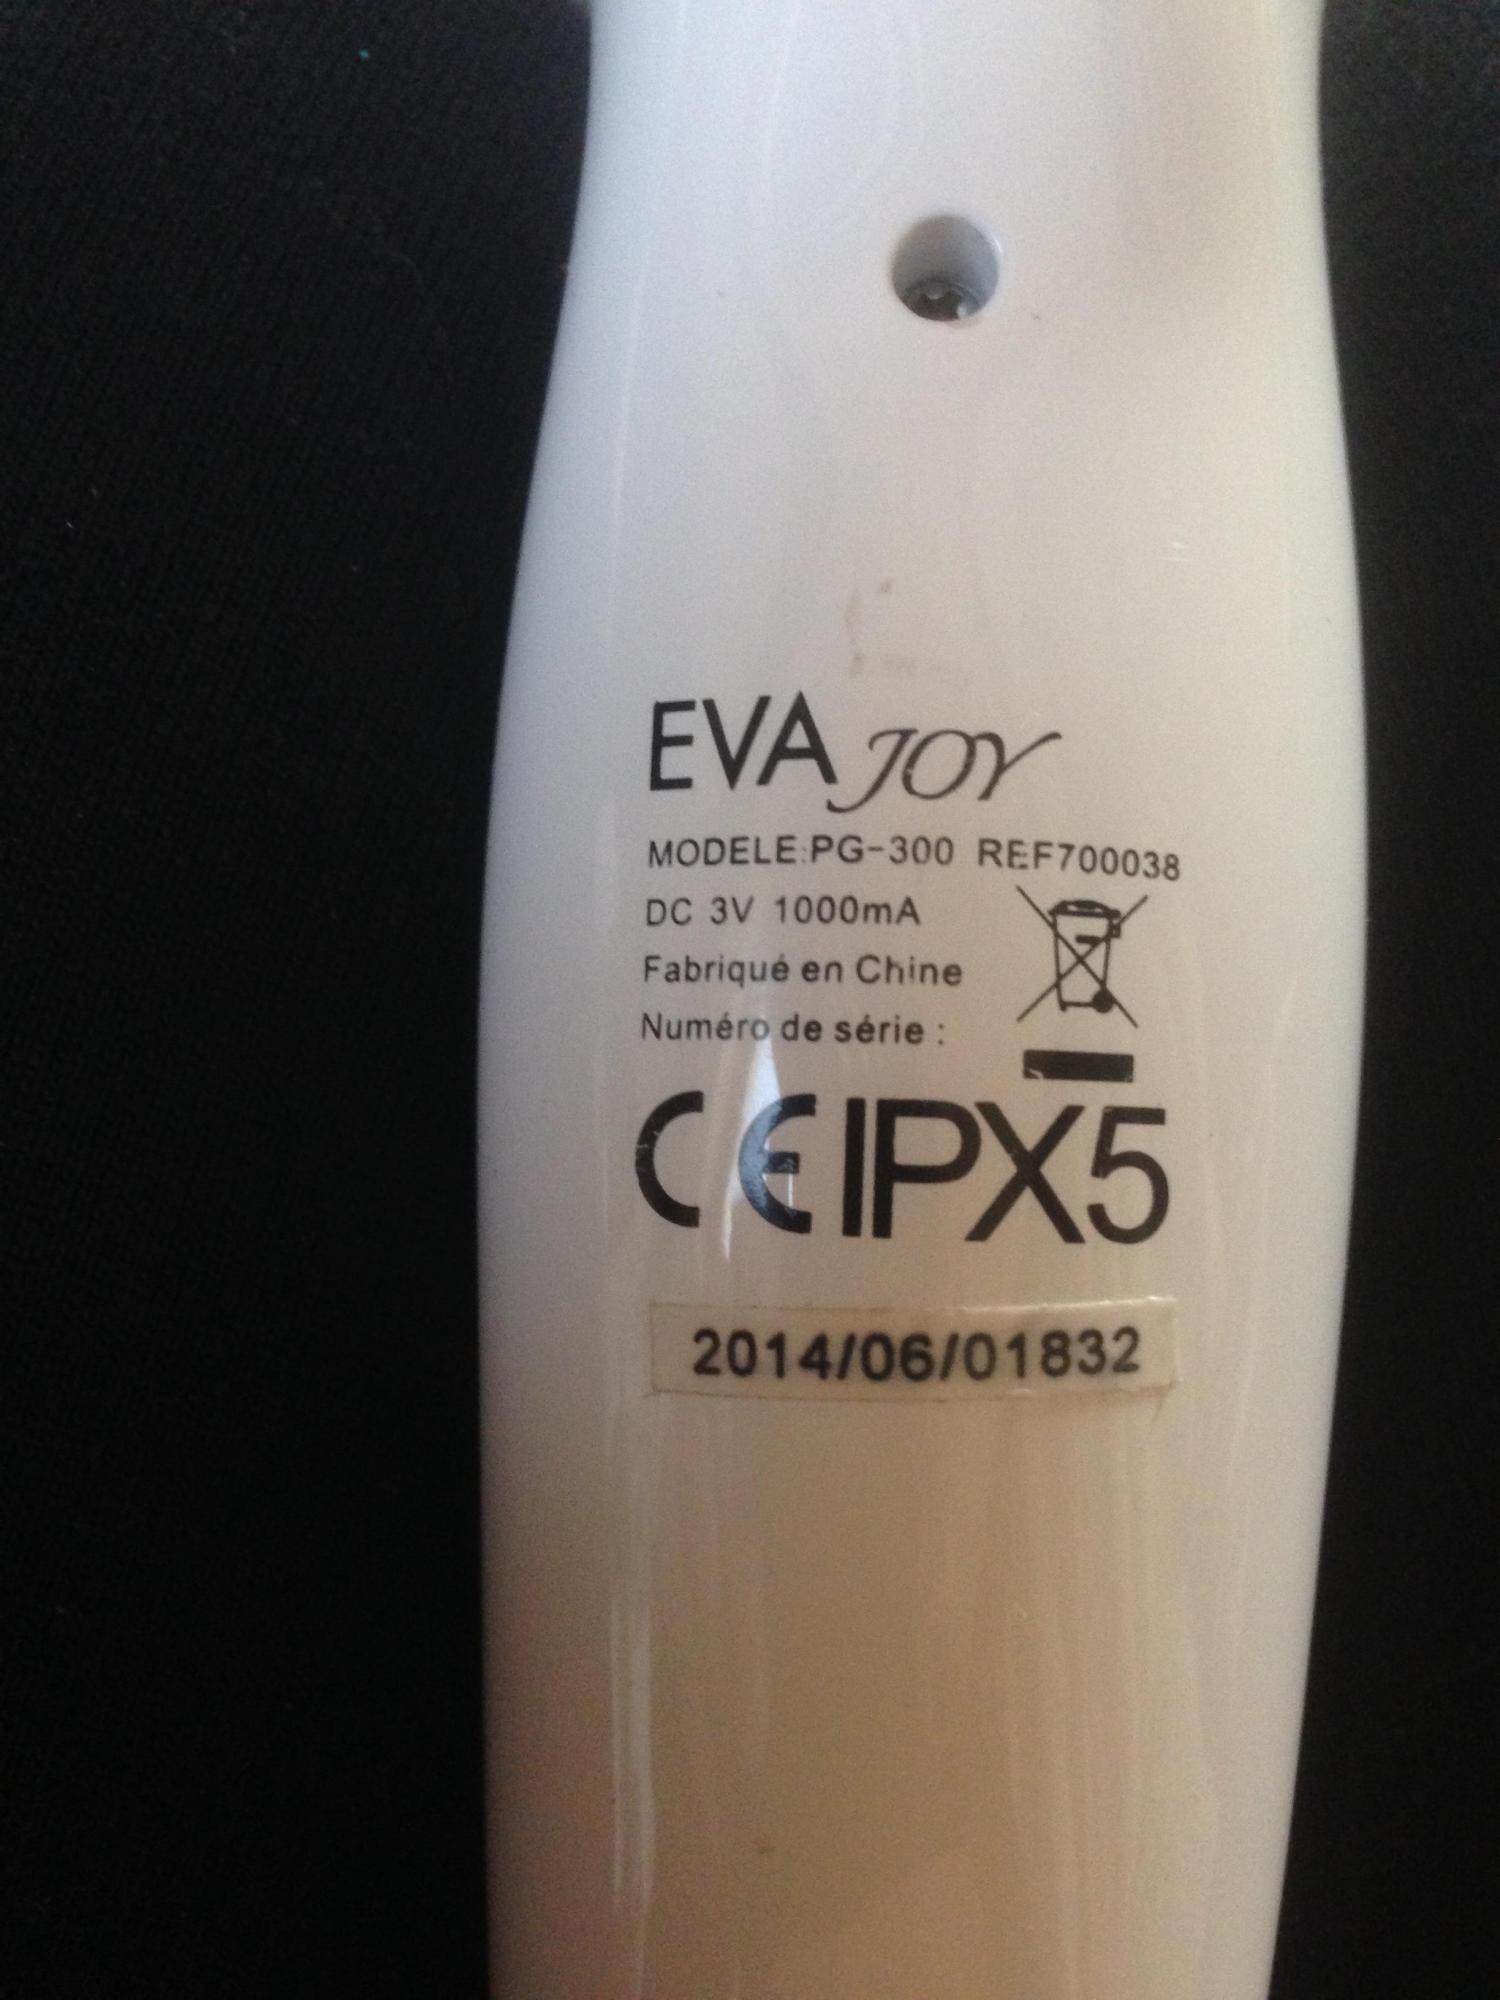 EVA JOY
MODELE:PG-300 REF700038
DC 3V 1000mA
Fabriqué en Chine
Numéro de série :
CE IPX5
2014/06/01832